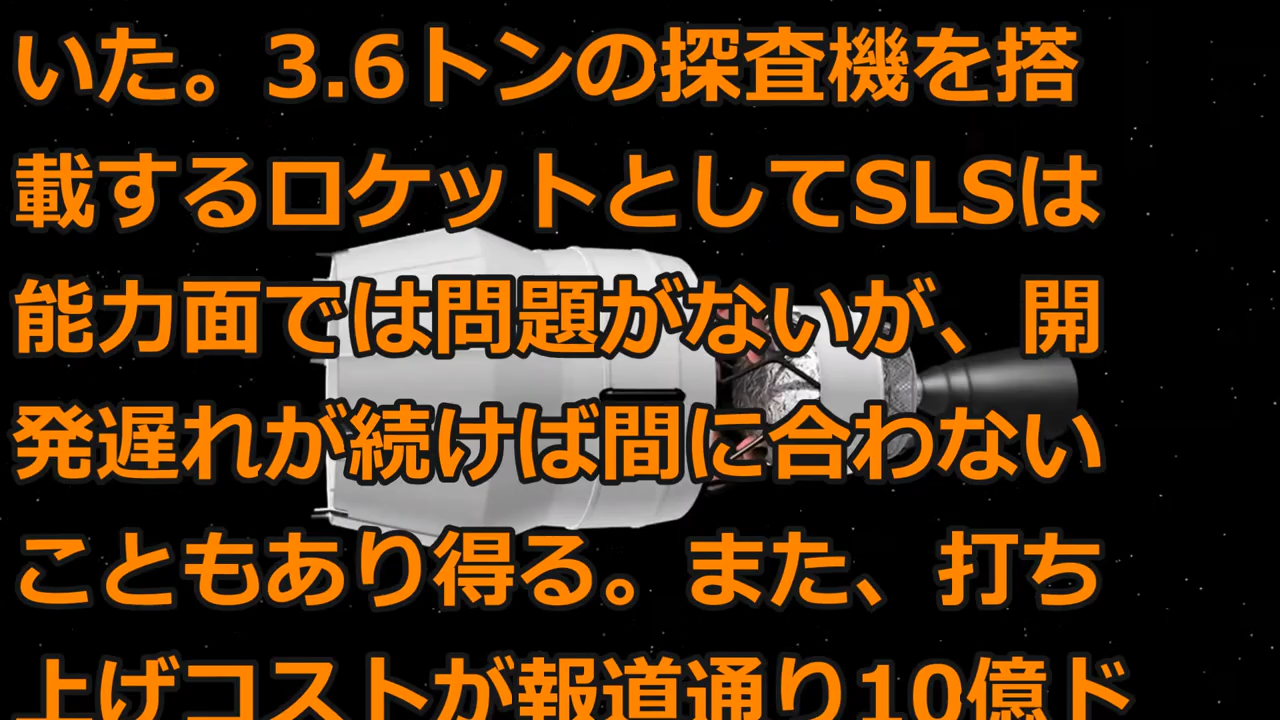 いた。3.6トンの探査機を搭
載するロケットとしてSLSは
能力面では問題がないが、開
発遅れが続けば間に合わない
こともあり得る。また、打ち
上げコストが報道通り10億ド